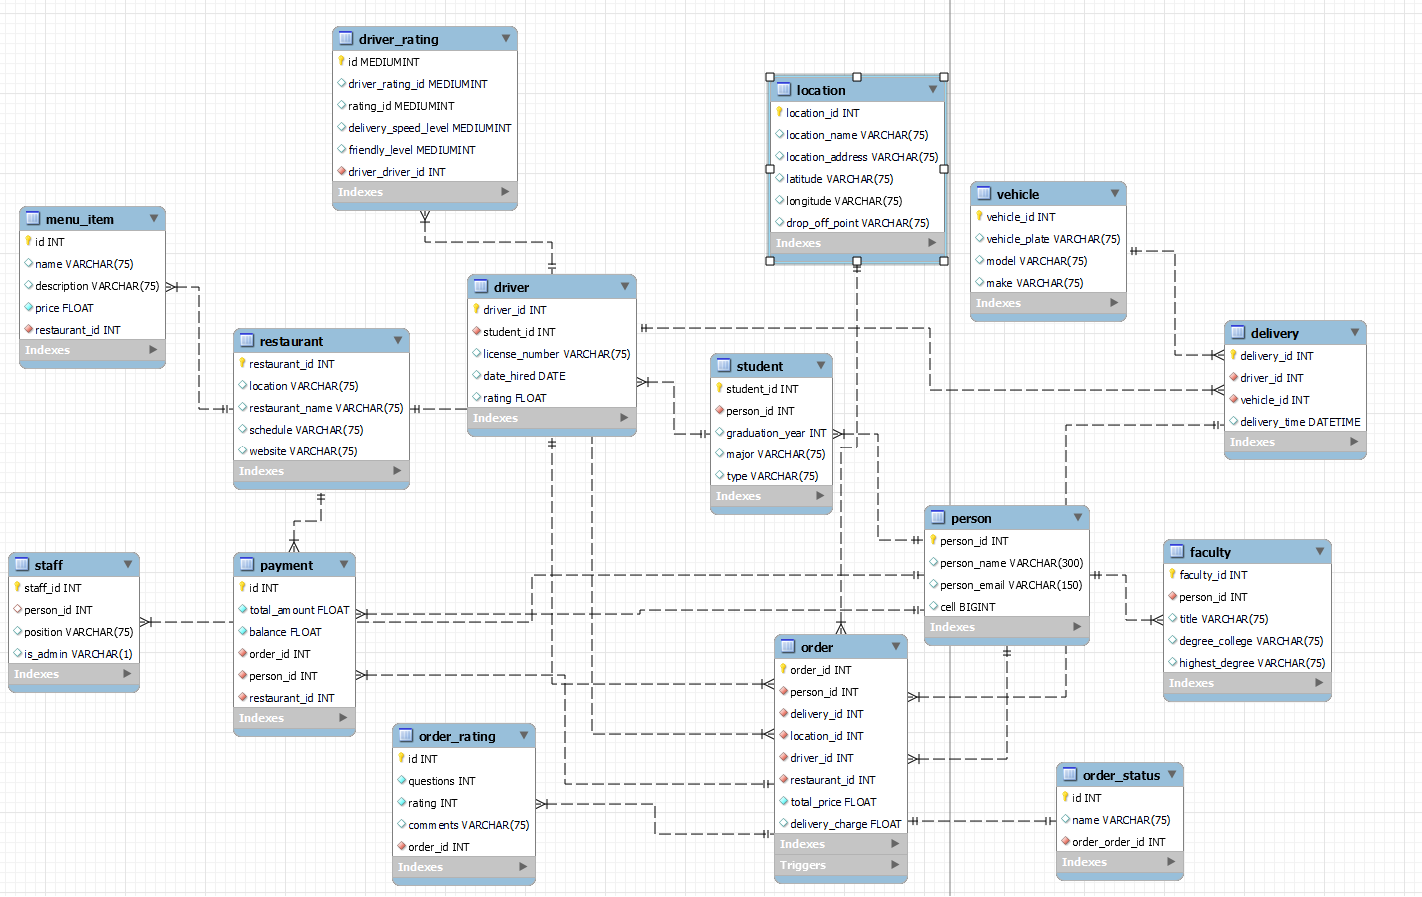 driver_rating
id MEDIUMINT
driver_rating_id MEDIUMINT
rating_id MEDIUMINT
delivery_speed_level MEDIUMINT
friendly_level MEDIUMINT
driver_driver_id INT
Indexes
location
location_id INT
location_name VARCHAR(75)
location_address VARCHAR(75)
latitude VARCHAR(75)
longitude VARCHAR(75)
drop_off_point VARCHAR(75)
Indexes
vehicle
vehicle_id INT
vehicle_plate VARCHAR(75)
model VARCHAR(75)
make VARCHAR(75)
Indexes
menu_item
id INT
name VARCHAR(75)
description VARCHAR(75)
price FLOAT
restaurant_id INT
Indexes
driver
driver_id INT
student_id INT
license_number VARCHAR(75)
date_hired DATE
rating FLOAT
Indexes
restaurant
restaurant_id INT
location VARCHAR(75)
restaurant_name VARCHAR(75)
schedule VARCHAR(75)
website VARCHAR(75)
Indexes
student
student_id INT
person_id INT
graduation_year INT
major VARCHAR(75)
type VARCHAR(75)
Indexes
delivery
delivery_id INT
driver_id INT
vehicle_id INT
delivery_time DATETIME
Indexes
person
person_id INT
person_name VARCHAR(300)
person_email VARCHAR(150)
cell BIGINT
Indexes
faculty
faculty_id INT
person_id INT
title VARCHAR(75)
degree_college VARCHAR(75)
highest_degree VARCHAR(75)
Indexes
staff
staff_id INT
person_id INT
position VARCHAR(75)
is_admin VARCHAR(1)
Indexes
payment
id INT
total_amount FLOAT
balance FLOAT
order_id INT
person_id INT
restaurant_id INT
Indexes
order
order_id INT
person_id INT
delivery_id INT
location_id INT
driver_id INT
restaurant_id INT
total_price FLOAT
delivery_charge FLOAT
Indexes
Triggers
order_rating
id INT
questions INT
rating INT
comments VARCHAR(75)
order_id INT
Indexes
order_status
id INT
name VARCHAR(75)
order_order_id INT
Indexes